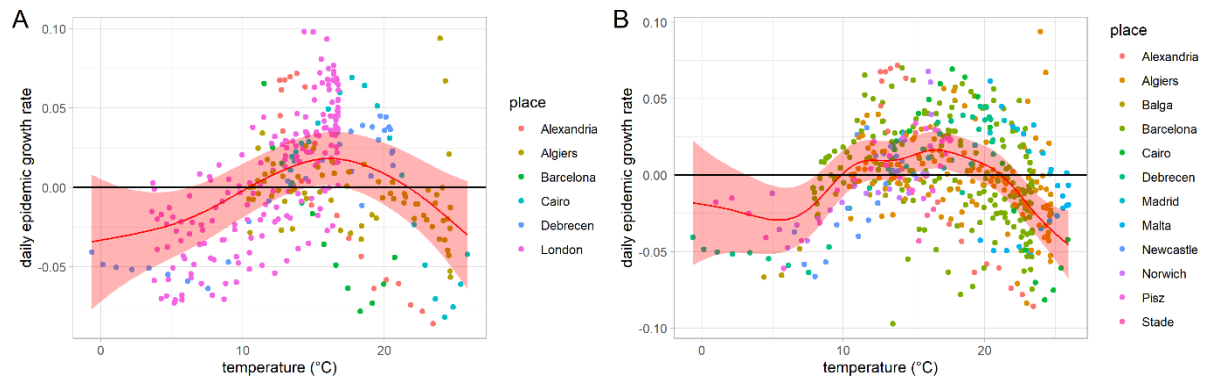 A
daily epidemic growth rate
0.10
0.05
0.00
-0.05
0
10
20
temperature (°C)
place
Alexandria
Algiers
Barcelona
Cairo
Debrecen
London
B
daily epidemic growth rate
0.10
0.05
0.00
-0.05
-0.10
0
10
20
temperature (°C)
place
Alexandria
Algiers
Balga
Barcelona
Cairo
Debrecen
Madrid
Malta
Newcastle
Norwich
Pisz
Stade